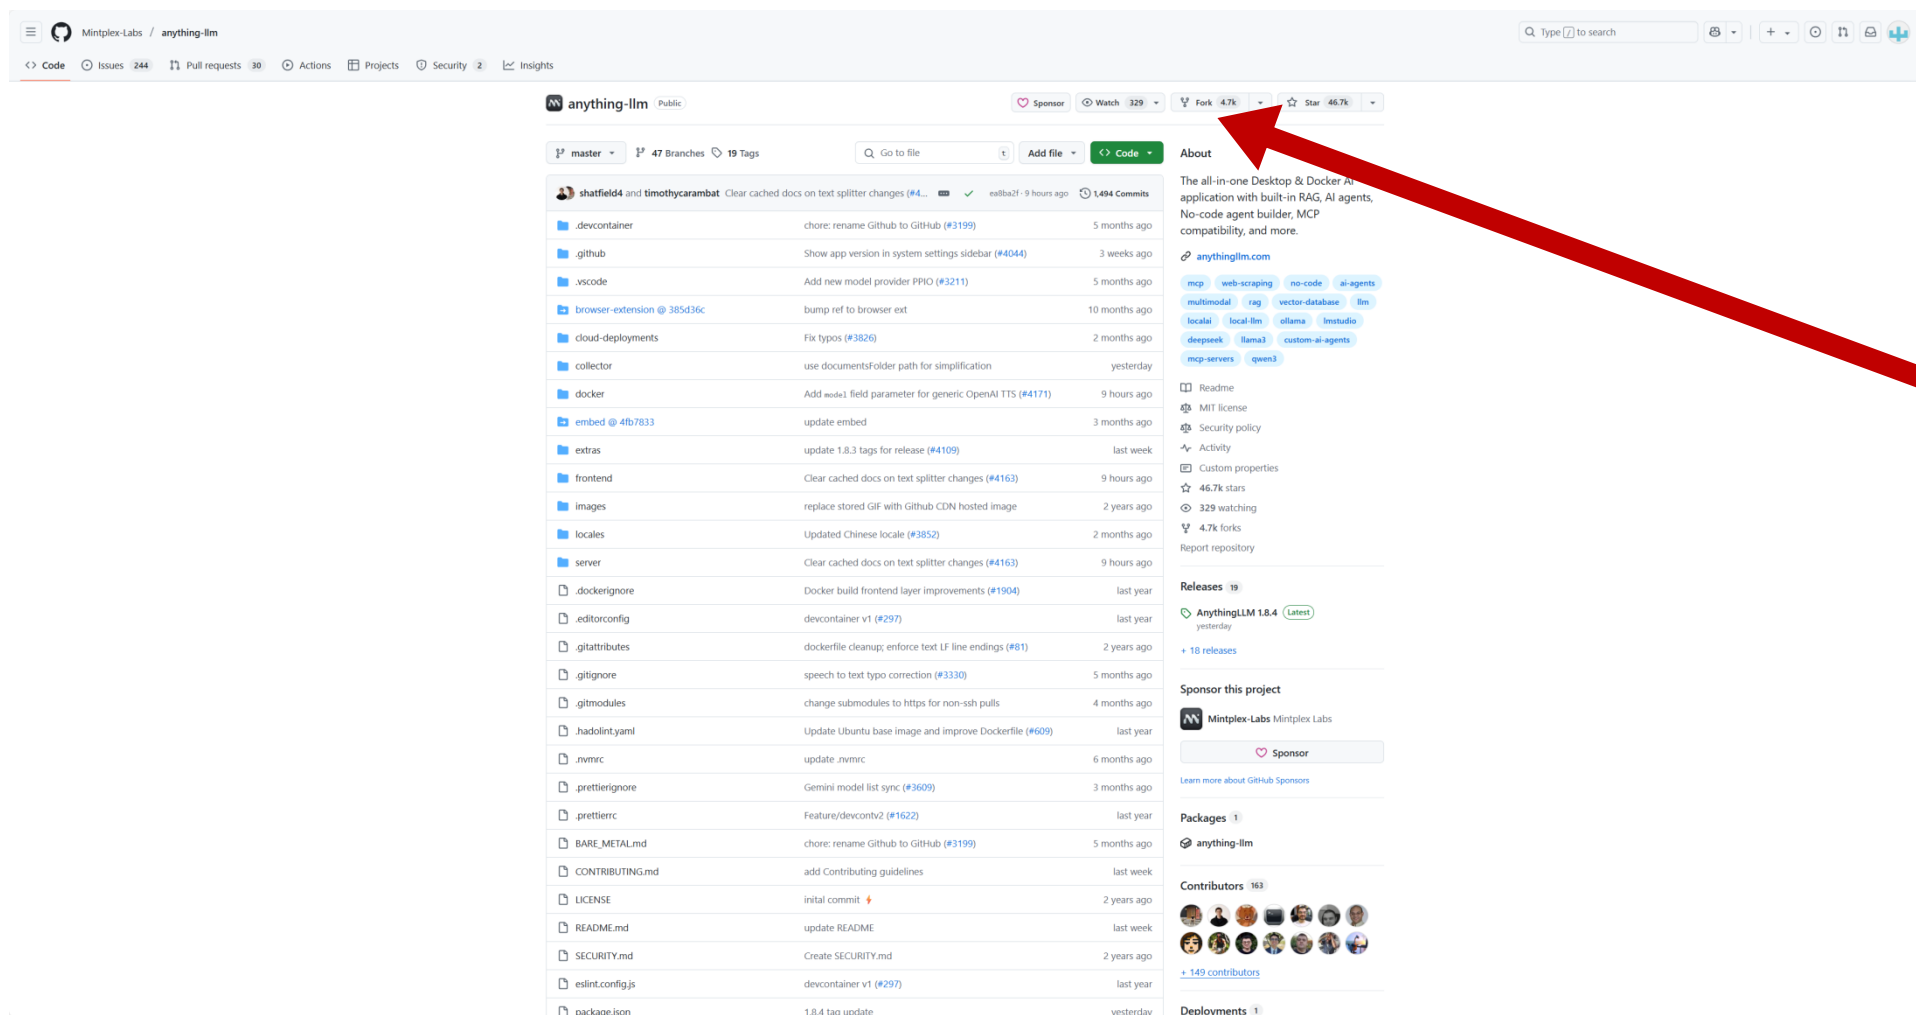 Mintplex-Labs / anything-llm
Type / to search
Code
Issues 244
Pull requests 30
Actions
Projects
Security 2
Insights
anything-llm Public
Sponsor
Watch 329
Fork 4.7k
Star 46.7k
master
47 Branches
19 Tags
Go to file t
Add file
Code
shatfield4 and timothycarambat Clear cached docs on text splitter changes (#4...
ea8ba2f · 9 hours ago
1,494 Commits
.devcontainer chore: rename Github to GitHub (#3199) 5 months ago
.github Show app version in system settings sidebar (#4044) 3 weeks ago
.vscode Add new model provider PPIO (#3211) 5 months ago
browser-extension @ 385d36c bump ref to browser ext 10 months ago
cloud-deployments Fix typos (#3826) 2 months ago
collector use documentsFolder path for simplification yesterday
docker Add model field parameter for generic OpenAI TTS (#4171) 9 hours ago
embed @ 4fb7833 update embed 3 months ago
extras update 1.8.3 tags for release (#4109) last week
frontend Clear cached docs on text splitter changes (#4163) 9 hours ago
images replace stored GIF with Github CDN hosted image 2 years ago
locales Updated Chinese locale (#3852) 2 months ago
server Clear cached docs on text splitter changes (#4163) 9 hours ago
.dockerignore Docker build frontend layer improvements (#1904) last year
.editorconfig devcontainer v1 (#297) last year
.gitattributes dockerfile cleanup; enforce text LF line endings (#81) 2 years ago
.gitignore speech to text typo correction (#3330) 5 months ago
.gitmodules change submodules to https for non-ssh pulls 4 months ago
.hadolint.yaml Update Ubuntu base image and improve Dockerfile (#609) last year
.nvmrc update .nvmrc 6 months ago
.prettierignore Gemini model list sync (#3609) 3 months ago
.prettierrc Feature/devcontv2 (#1622) last year
BARE_METAL.md chore: rename Github to GitHub (#3199) 5 months ago
CONTRIBUTING.md add Contributing guidelines last week
LICENSE inital commit ⚡ 2 years ago
README.md update README last week
SECURITY.md Create SECURITY.md 2 years ago
eslint.config.js devcontainer v1 (#297) last year
package.json 1.8.4 tag update yesterday
About
The all-in-one Desktop & Docker AI
application with built-in RAG, AI agents,
No-code agent builder, MCP
compatibility, and more.
anythingllm.com
mcp web-scraping no-code ai-agents
multimodal rag vector-database llm
localai local-llm ollama lmstudio
deepseek llama3 custom-ai-agents
mcp-servers qwen3
Readme
MIT license
Security policy
Activity
Custom properties
46.7k stars
329 watching
4.7k forks
Report repository
Releases 19
AnythingLLM 1.8.4 Latest
yesterday
+ 18 releases
Sponsor this project
Mintplex-Labs Mintplex Labs
Sponsor
Learn more about GitHub Sponsors
Packages 1
anything-llm
Contributors 163
+ 149 contributors
Deployments 1